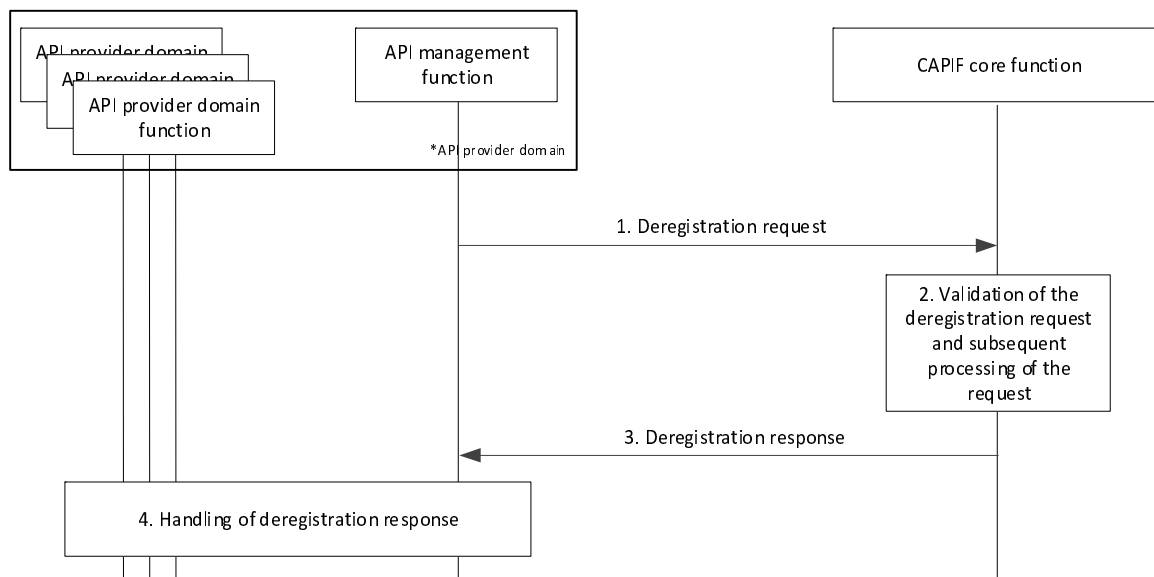 API provider domain
API provider domain
API provider domain
function
API management
function
CAPIF core function
*API provider domain
1. Deregistration request
2. Validation of the
deregistration request
and subsequent
processing of the
request
3. Deregistration response
4. Handling of deregistration response